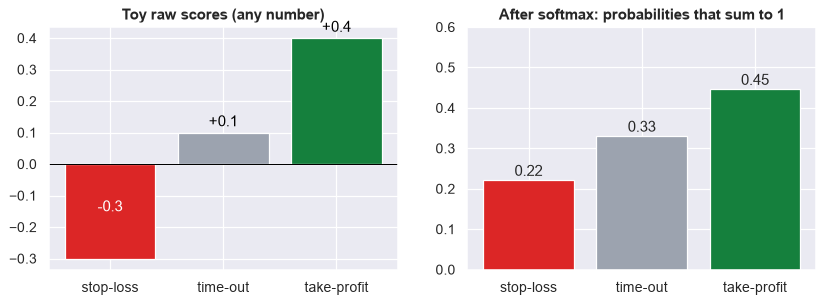 Toy raw scores (any number)
+0.4
0.4
0.3
0.2
+0.1
0.1
0.0
−0.1
-0.3
−0.2
−0.3
stop-loss
time-out
take-profit
After softmax: probabilities that sum to 1
0.6
0.5
0.45
0.4
0.33
0.3
0.22
0.2
0.1
0.0
stop-loss
time-out
take-profit